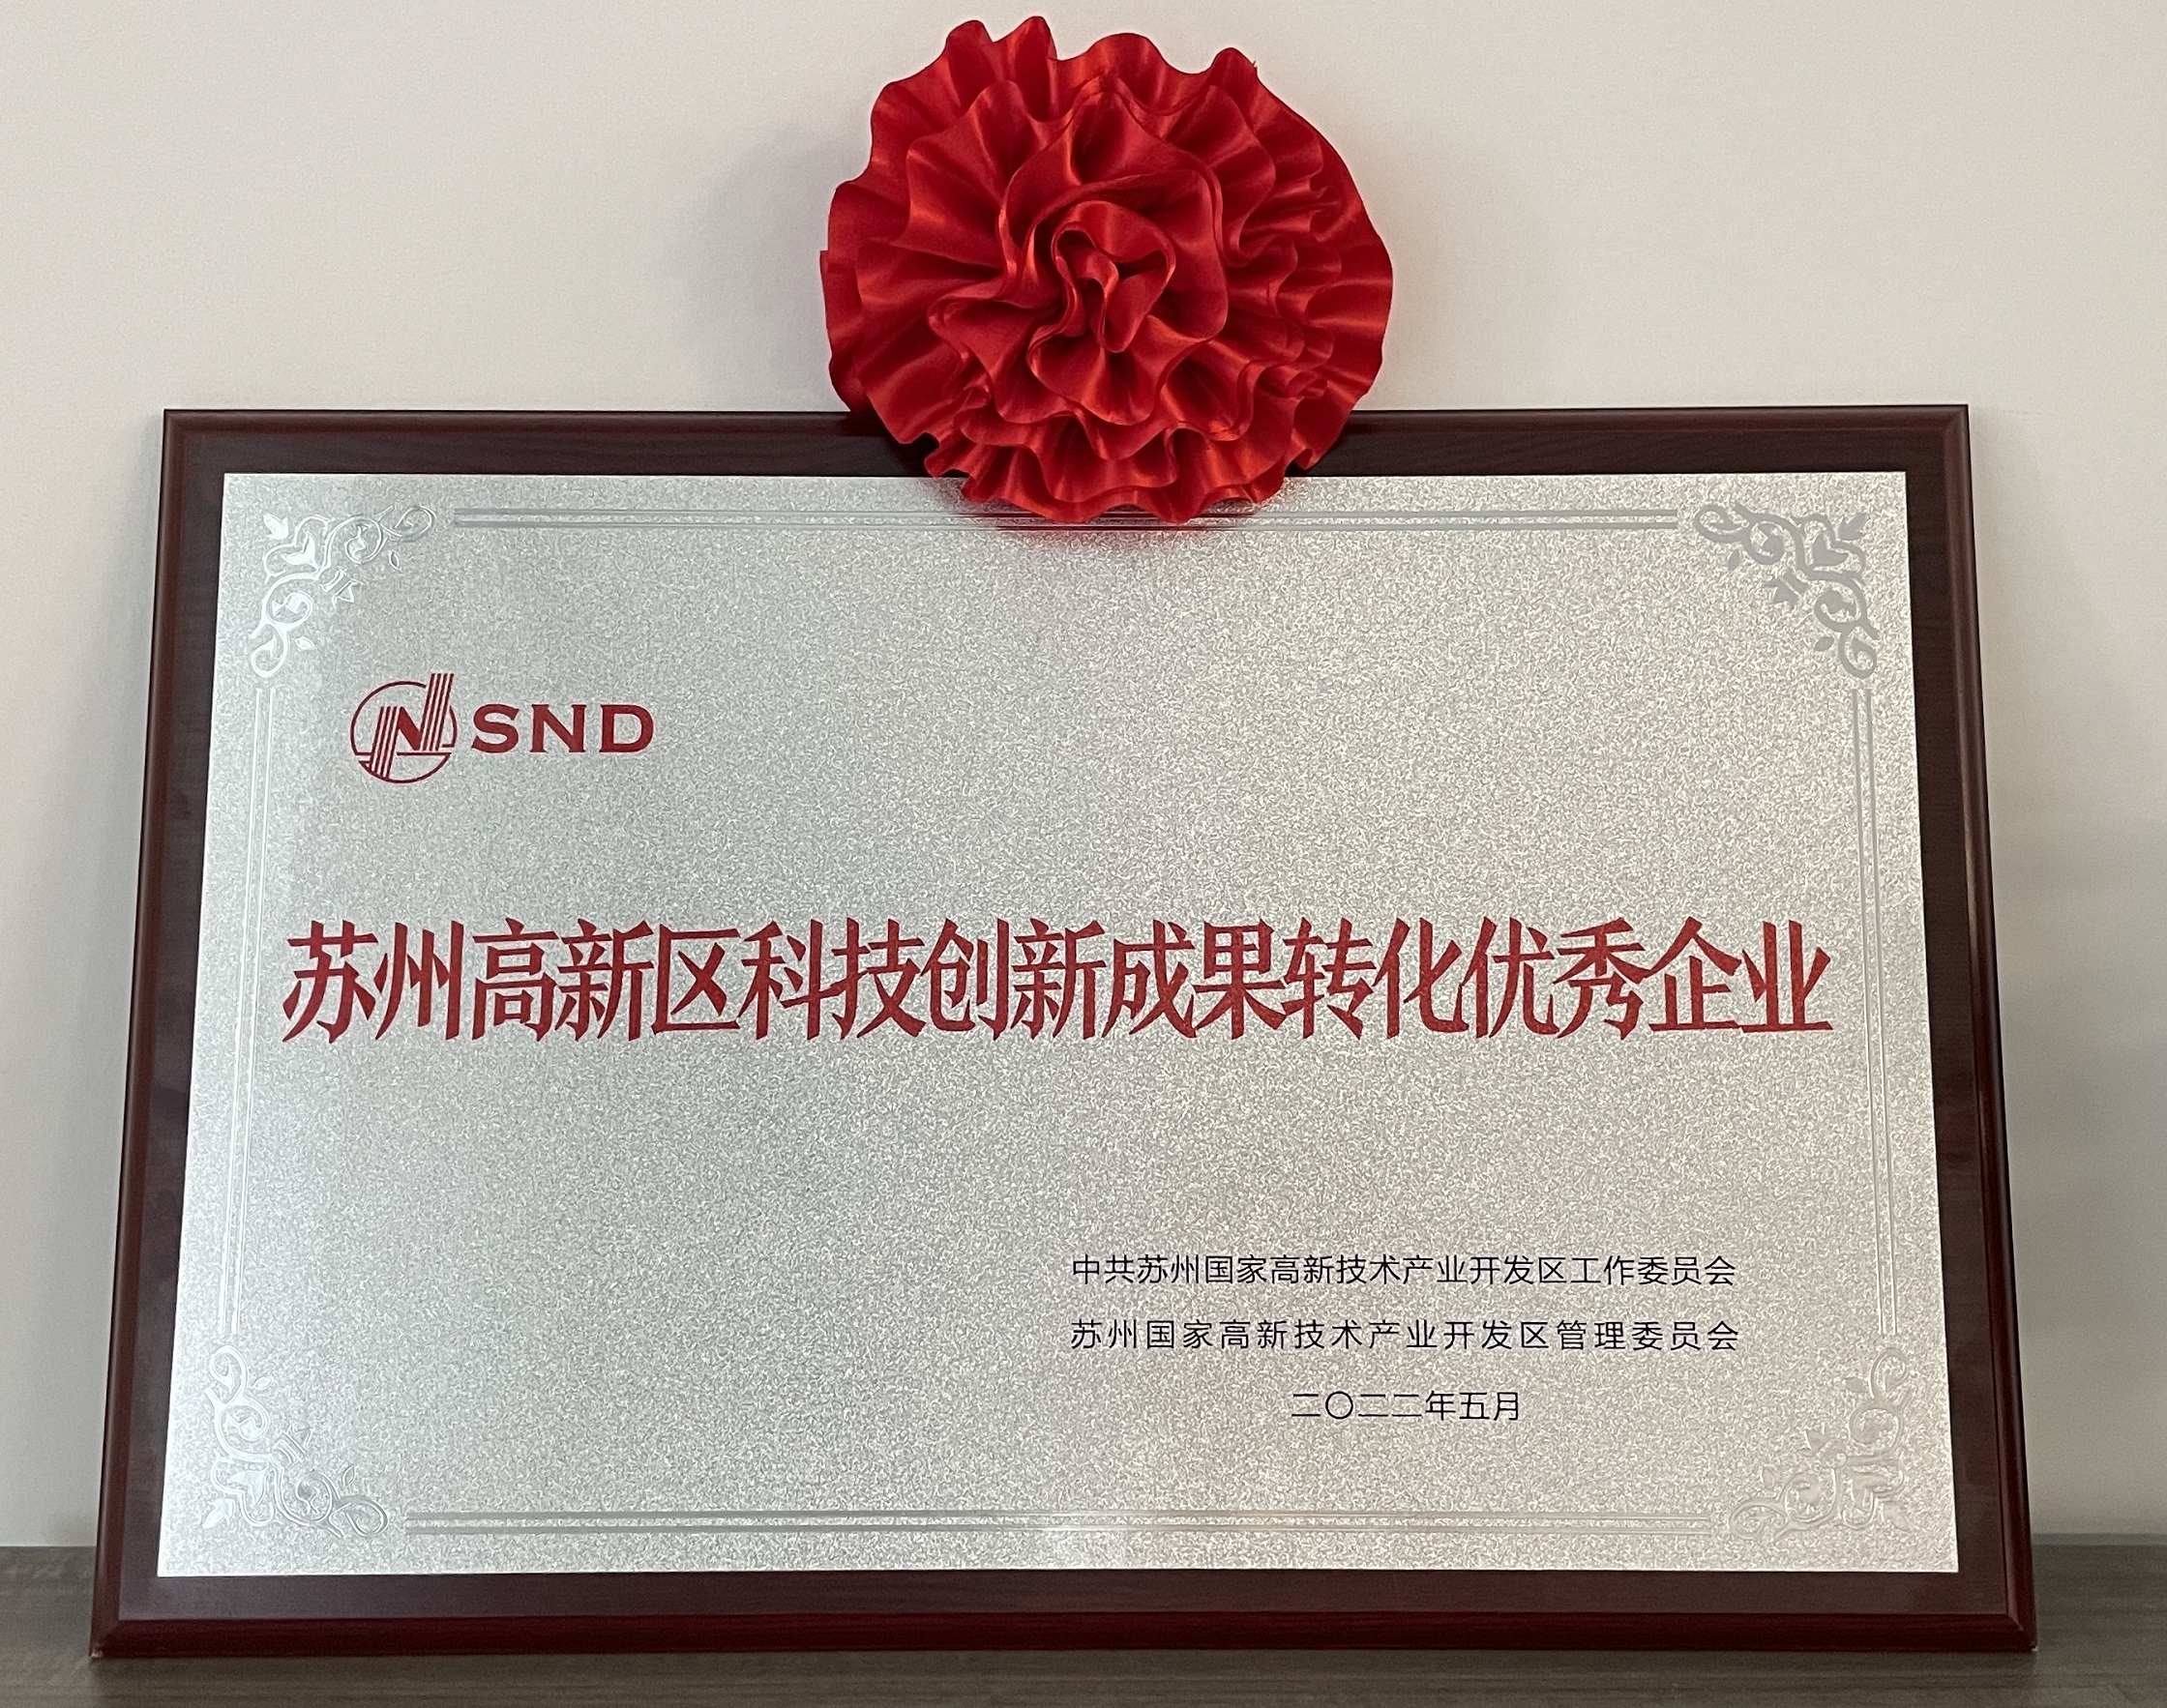 SND
苏州高新区科技创新成果转化优秀企业
中共苏州国家高新技术产业开发区工作委员会
苏州国家高新技术产业开发区管理委员会
二〇二二年五月